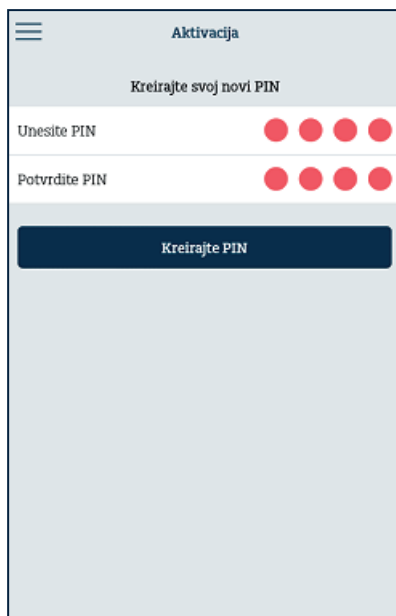 Aktivacija
Kreirajte svoj novi PIN
Unesite PIN
Potvrdite PIN
Kreirajte PIN